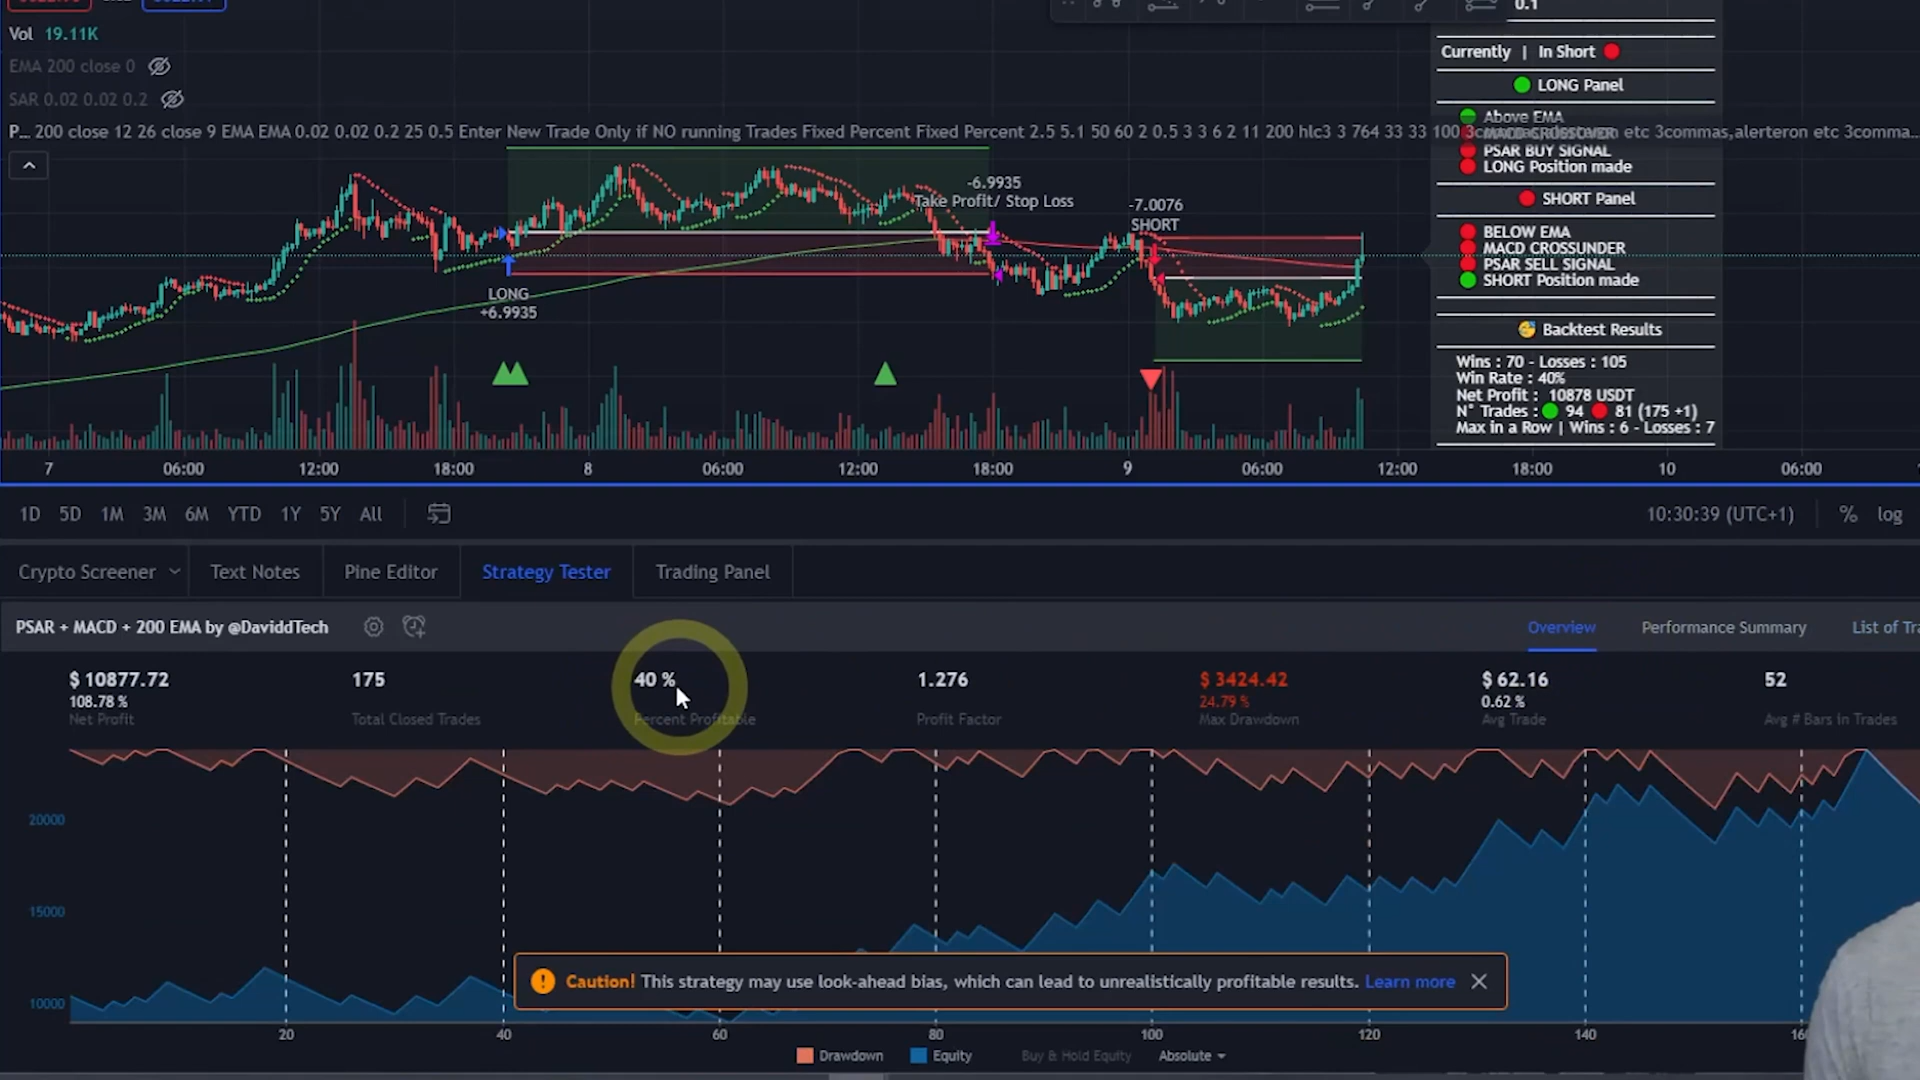 0.1
Vol 19.11K
EMA 200 close 0
SAR 0.02 0.02 0.2
P... 200 close 12 26 close 9 EMA EMA 0.02 0.02 0.2 25 0.5 Enter New Trade Only if NO running Trades Fixed Percent Fixed Percent 2.5 5.1 50 60 2 0.5 3 3 6 2 11 200 hlc3 3 764 33 33 100 3commas,alerteron etc 3commas,alerteron etc 3comma...
-6.9935
Take Profit/ Stop Loss
-7.0076
SHORT
LONG
+6.9935
Currently | In Short
LONG Panel
Above EMA
MACD CROSSOVER
PSAR BUY SIGNAL
LONG Position made
SHORT Panel
BELOW EMA
MACD CROSSUNDER
PSAR SELL SIGNAL
SHORT Position made
Backtest Results
Wins : 70 - Losses : 105
Win Rate : 40%
Net Profit : 10878 USDT
N° Trades : 94 81 (175 +1)
Max in a Row | Wins : 6 - Losses : 7
7 06:00 12:00 18:00 8 06:00 12:00 18:00 9 06:00 12:00 18:00 10 06:00
1D 5D 1M 3M 6M YTD 1Y 5Y All 10:30:39 (UTC+1) % log
Crypto Screener Text Notes Pine Editor Strategy Tester Trading Panel
PSAR + MACD + 200 EMA by @DaviddTech Overview Performance Summary List of Tra
$ 10877.72 175 40 % 1.276 $ 3424.42 $ 62.16 52
108.78 % 24.79 % 0.62 %
Net Profit Total Closed Trades Percent Profitable Profit Factor Max Drawdown Avg Trade Avg # Bars in Trades
20000
15000
10000
Caution! This strategy may use look-ahead bias, which can lead to unrealistically profitable results. Learn more
20 40 60 80 100 120 140 16
Drawdown Equity Buy & Hold Equity Absolute